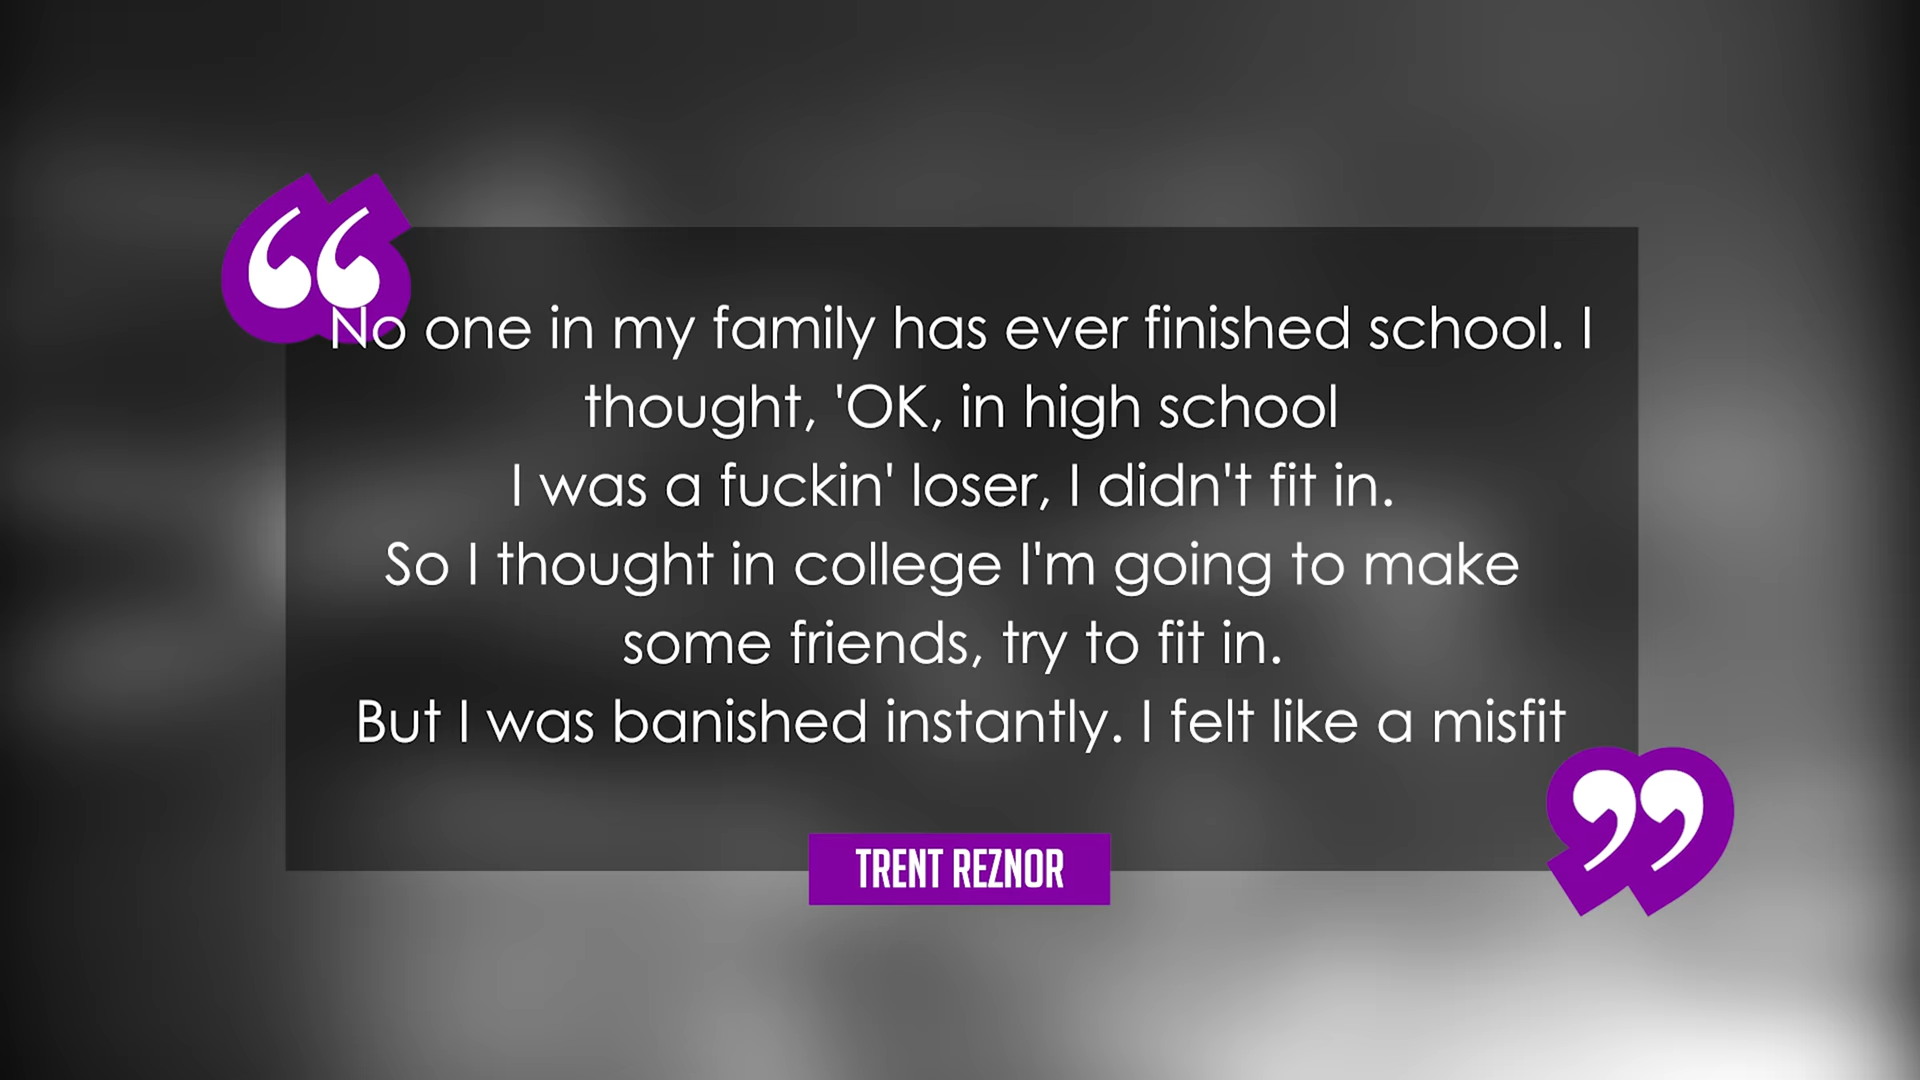 No one in my family has ever finished school. I
thought, 'OK, in high school
I was a fuckin' loser, I didn't fit in.
So I thought in college I'm going to make
some friends, try to fit in.
But I was banished instantly. I felt like a misfit
TRENT REZNOR